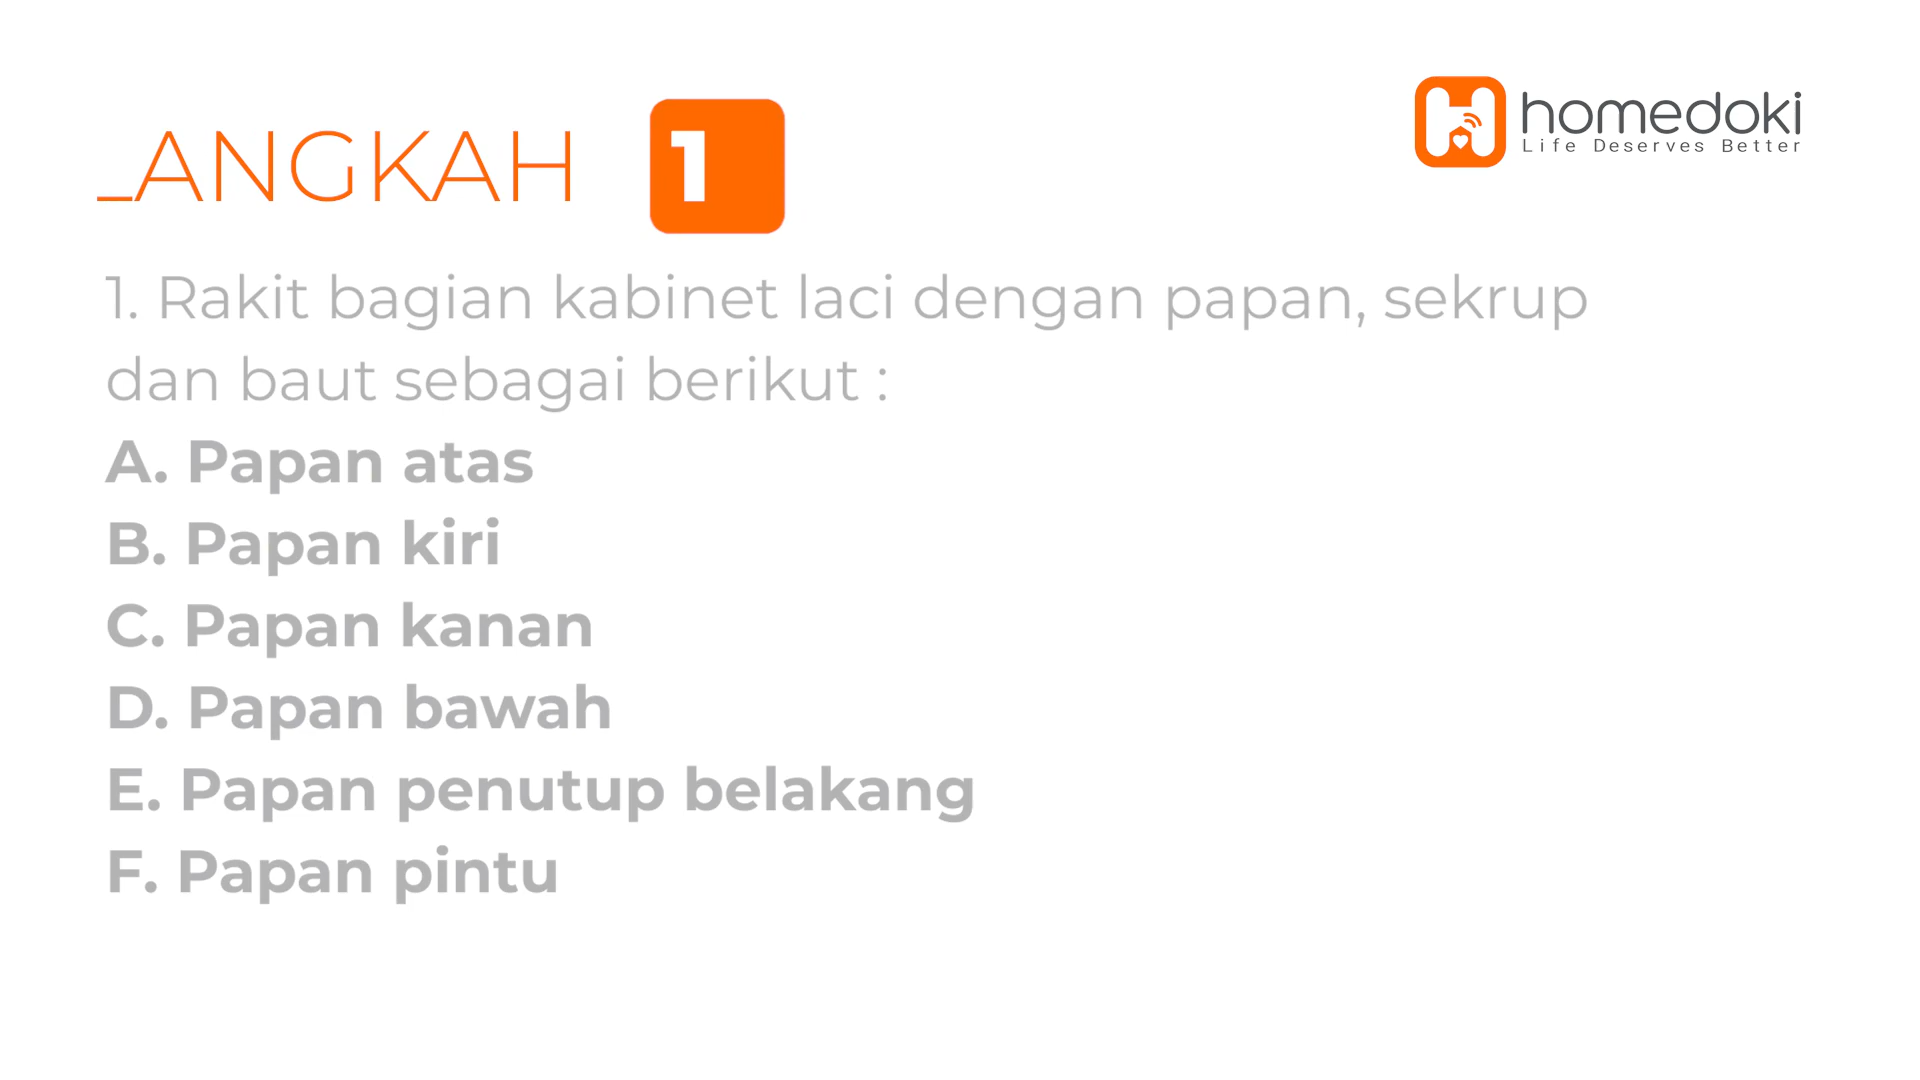 _ANGKAH 1
homedoki
Life Deserves Better
1. Rakit bagian kabinet laci dengan papan, sekrup
dan baut sebagai berikut :
A. Papan atas
B. Papan kiri
C. Papan kanan
D. Papan bawah
E. Papan penutup belakang
F. Papan pintu